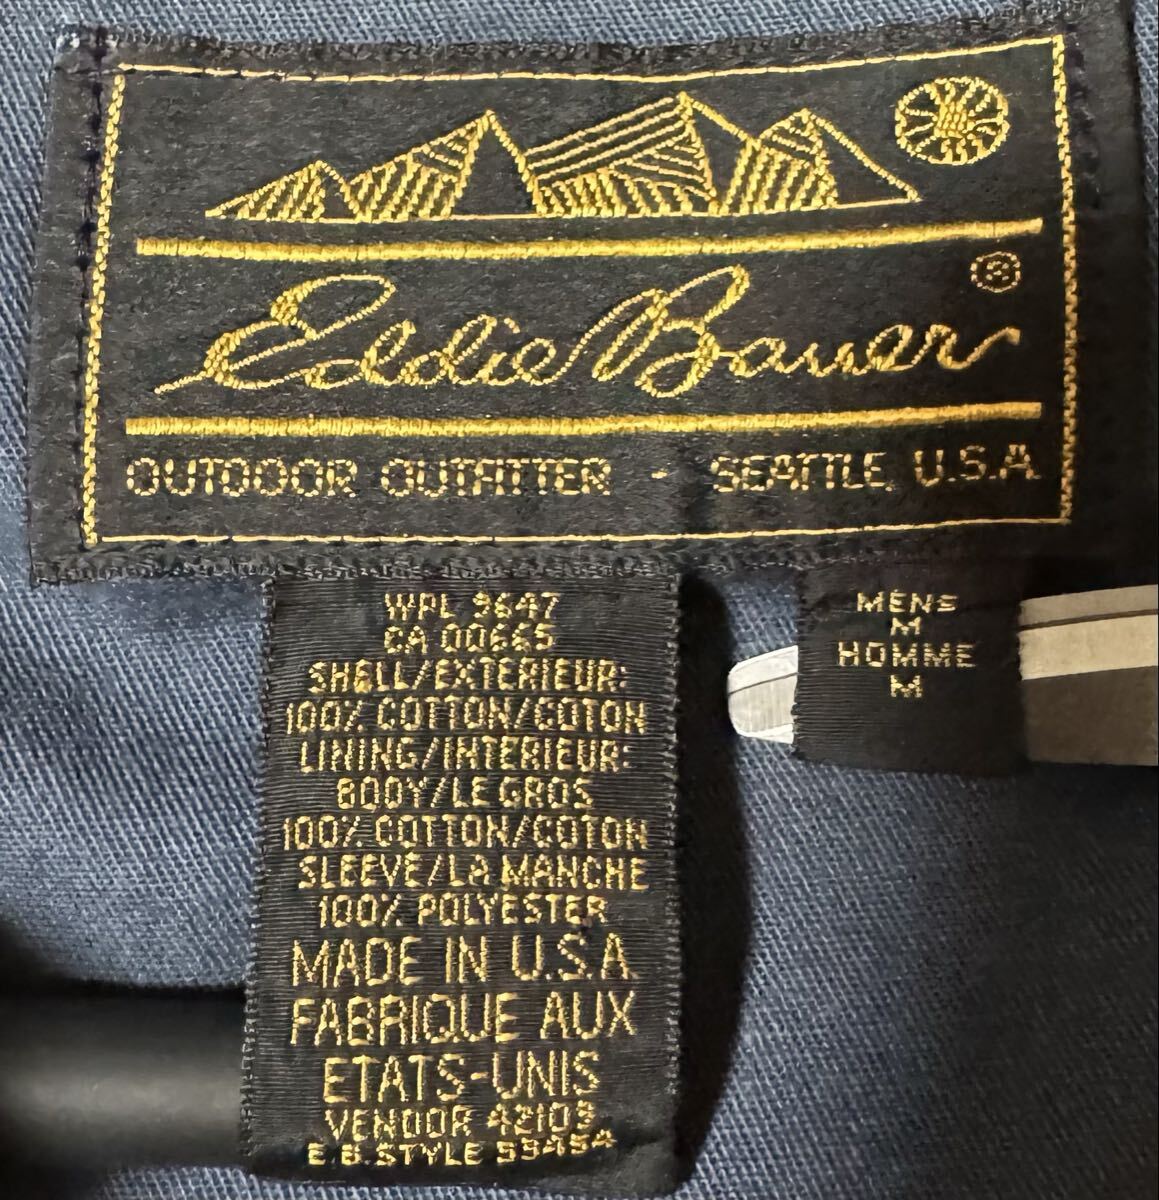 Eddie Bauer ®
OUTDOOR OUTFITTER - SEATTLE, U.S.A.
WPL 9647
CA 00665
SHELL/EXTERIEUR:
100% COTTON/COTON
LINING/INTERIEUR:
BODY/LE GROS
100% COTTON/COTON
SLEEVE/LA MANCHE
100% POLYESTER
MADE IN U.S.A.
FABRIQUE AUX
ETATS-UNIS
VENDOR 42103
E.B. STYLE 59454
MENS
M
HOMME
M